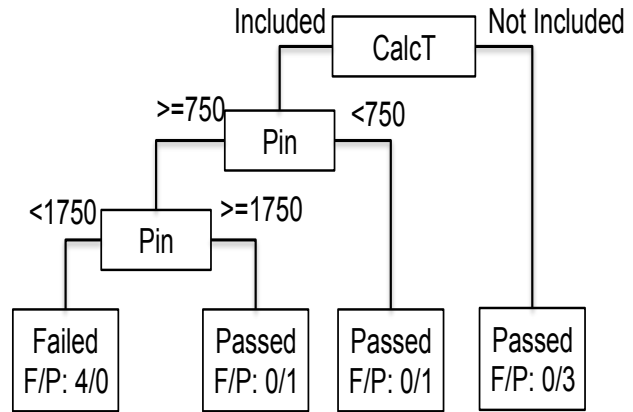 Included
CalcT
Not Included
>=750
Pin
<750
<1750
Pin
>=1750
Failed
F/P: 4/0
Passed
F/P: 0/1
Passed
F/P: 0/1
Passed
F/P: 0/3